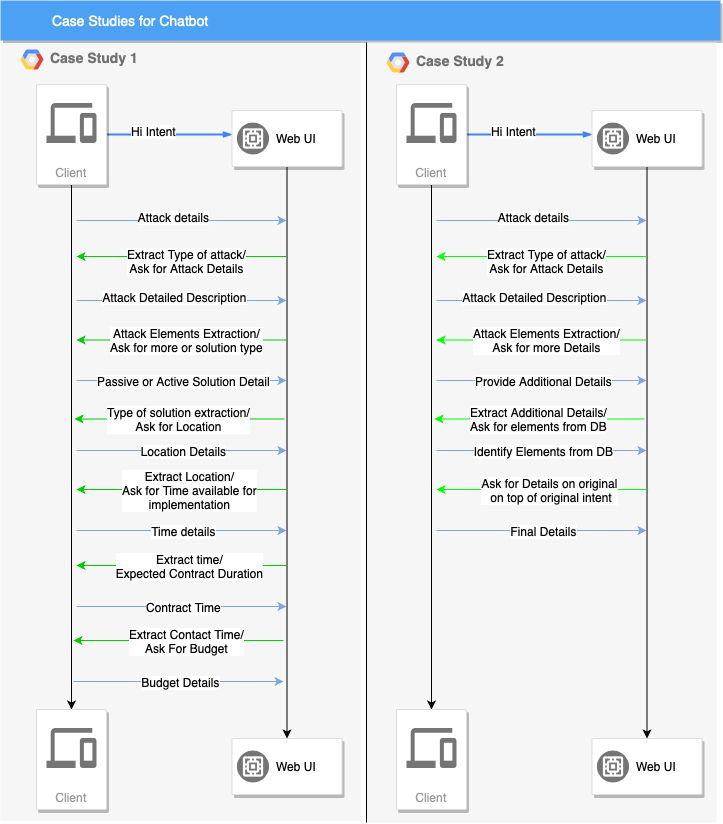 Case Studies for Chatbot
Case Study 1
Client
Hi Intent
Web UI
Attack details
Extract Type of attack/
Ask for Attack Details
Attack Detailed Description
Attack Elements Extraction/
Ask for more or solution type
Passive or Active Solution Detail
Type of solution extraction/
Ask for Location
Location Details
Extract Location/
Ask for Time available for
implementation
Time details
Extract time/
Expected Contract Duration
Contract Time
Extract Contact Time/
Ask For Budget
Budget Details
Client
Web UI
Case Study 2
Client
Hi Intent
Web UI
Attack details
Extract Type of attack/
Ask for Attack Details
Attack Detailed Description
Attack Elements Extraction/
Ask for more Details
Provide Additional Details
Extract Additional Details/
Ask for elements from DB
Identify Elements from DB
Ask for Details on original
on top of original intent
Final Details
Client
Web UI